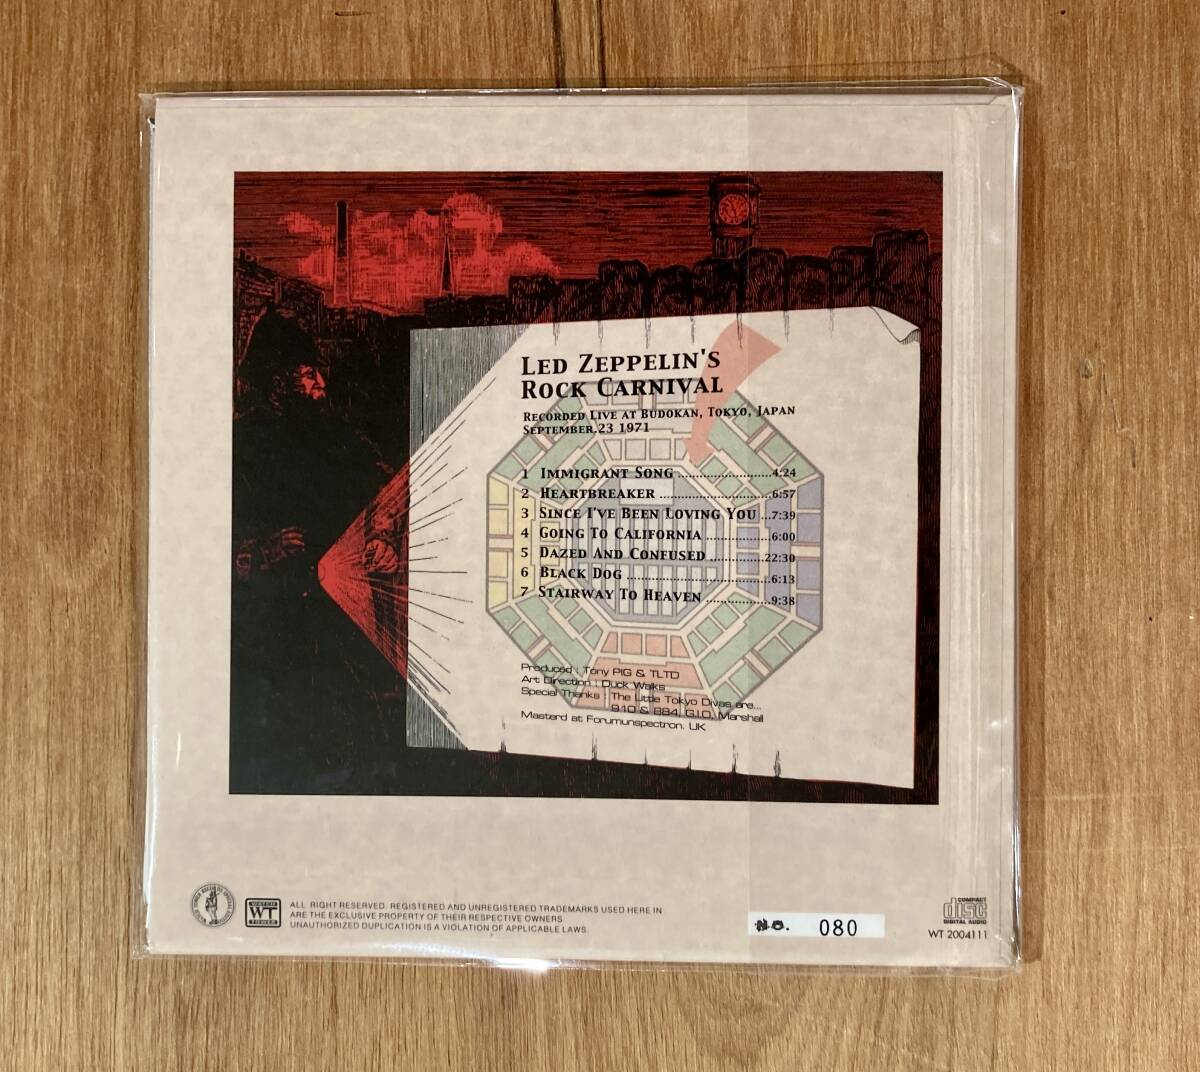 LED ZEPPELIN'S
ROCK CARNIVAL
RECORDED LIVE AT BUDOKAN, TOKYO, JAPAN
SEPTEMBER.23 1971
1 IMMIGRANT SONG ........................4:24
2 HEARTBREAKER ............................6:57
3 SINCE I'VE BEEN LOVING YOU ...7:39
4 GOING TO CALIFORNIA .................6:00
5 DAZED AND CONFUSED ...............22:30
6 BLACK DOG ...................................6:13
7 STAIRWAY TO HEAVEN .................9:38
Produced : Tony PIG & TLTD
Art Direction : Duck Walks
Special Thanks : The Little Tokyo Divas are...
910 & 884, G.I.O, Marshall
Masterd at Forumunspectron. UK
WATCH
WT
TOWER
ALL RIGHT RESERVED. REGISTERED AND UNREGISTERED TRADEMARKS USED HERE IN
ARE THE EXCLUSIVE PROPERTY OF THEIR RESPECTIVE OWNERS
UNAUTHORIZED DUPLICATION IS A VIOLATION OF APPLICABLE LAWS.
NO. 080
COMPACT
disc
DIGITAL AUDIO
WT 2004111